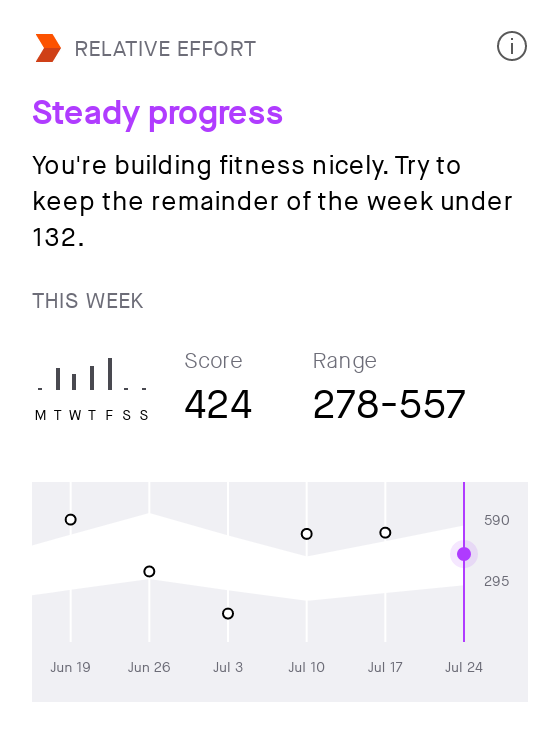 RELATIVE EFFORT
Steady progress
You're building fitness nicely. Try to
keep the remainder of the week under
132.
THIS WEEK
Score Range
424 278-557
M T W T F S S
590
295
Jun 19 Jun 26 Jul 3 Jul 10 Jul 17 Jul 24